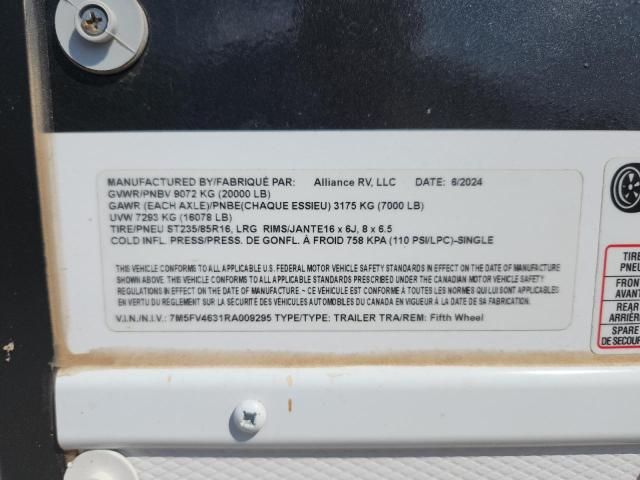 MANUFACTURED BY/FABRIQUÉ PAR: Alliance RV, LLC DATE: 6/2024
GVWR/PNBV 9072 KG (20000 LB)
GAWR (EACH AXLE)/PNBE(CHAQUE ESSIEU) 3175 KG (7000 LB)
UVW 7293 KG (16078 LB)
TIRE/PNEU ST235/85R16, LRG RIMS/JANTE16 x 6J, 8 x 6.5
COLD INFL. PRESS/PRESS. DE GONFL. À FROID 758 KPA (110 PSI/LPC)-SINGLE
THIS VEHICLE CONFORMS TO ALL APPLICABLE U.S. FEDERAL MOTOR VEHICLE SAFETY STANDARDS IN EFFECT ON THE DATE OF MANUFACTURE
SHOWN ABOVE. THIS VEHICLE CONFORMS TO ALL APPLICABLE STANDARDS PRESCRIBED UNDER THE CANADIAN MOTOR VEHICLE SAFETY
REGULATIONS IN EFFECT ON THE DATE OF MANUFACTURE. ~ CE VÉHICULE EST CONFORME À TOUTES LES NORMES QUI LUI SONT APPLICABLES
EN VERTU DU RÈGLEMENT SUR LA SÉCURITÉ DES VÉHICULES AUTOMOBILES DU CANADA EN VIGUEUR À LA DATE DE SA FABRICATION.
V.I.N./N.I.V.: 7M5FV4631RA009295 TYPE/TYPE: TRAILER TRA/REM: Fifth Wheel
TIRE
PNEU
FRON
AVANT
REAR
ARRIÈR
SPAR
DE SECOUR